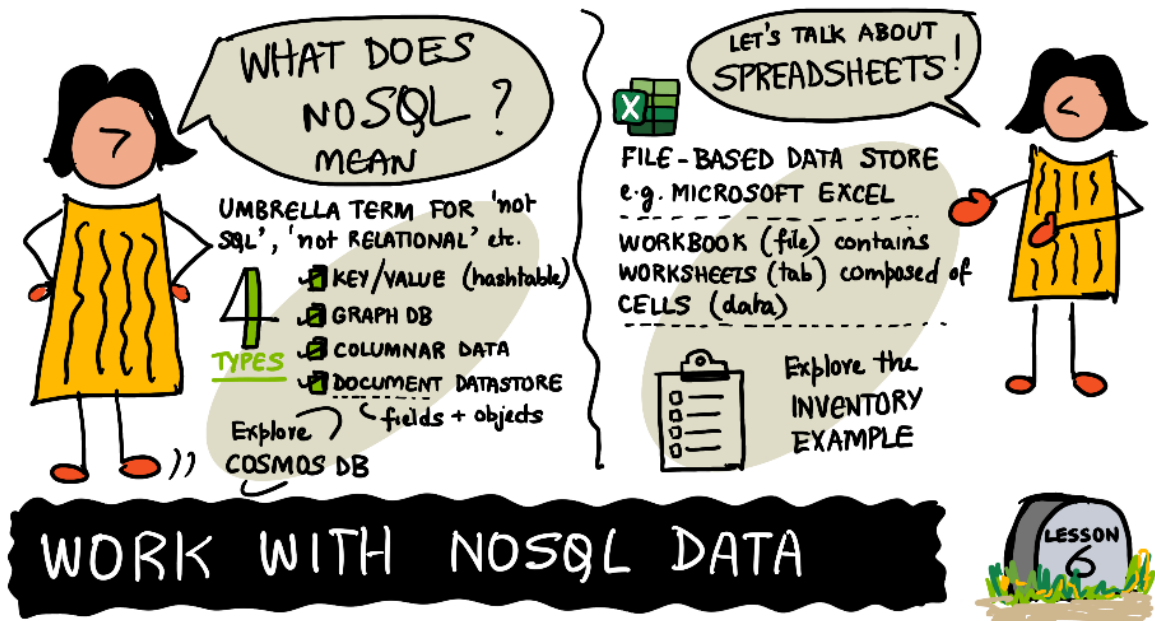 WHAT DOES
NOSQL ?
MEAN
UMBRELLA TERM FOR 'not
SQL', 'not RELATIONAL' etc.
4
TYPES
KEY/VALUE (hashtable)
GRAPH DB
COLUMNAR DATA
DOCUMENT DATASTORE
fields + objects
Explore
COSMOS DB
LET'S TALK ABOUT
SPREADSHEETS!
X
FILE-BASED DATA STORE
e.g. MICROSOFT EXCEL
WORKBOOK (file) contains
WORKSHEETS (tab) composed of
CELLS (data)
Explore the
INVENTORY
EXAMPLE
WORK WITH NOSQL DATA
LESSON
6